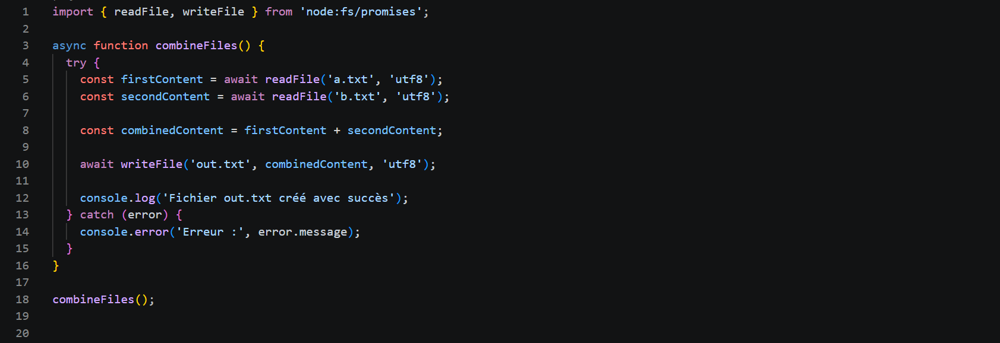 1 import { readFile, writeFile } from 'node:fs/promises';
2
3 async function combineFiles() {
4 try {
5 const firstContent = await readFile('a.txt', 'utf8');
6 const secondContent = await readFile('b.txt', 'utf8');
7
8 const combinedContent = firstContent + secondContent;
9
10 await writeFile('out.txt', combinedContent, 'utf8');
11
12 console.log('Fichier out.txt créé avec succès');
13 } catch (error) {
14 console.error('Erreur :', error.message);
15 }
16 }
17
18 combineFiles();
19
20